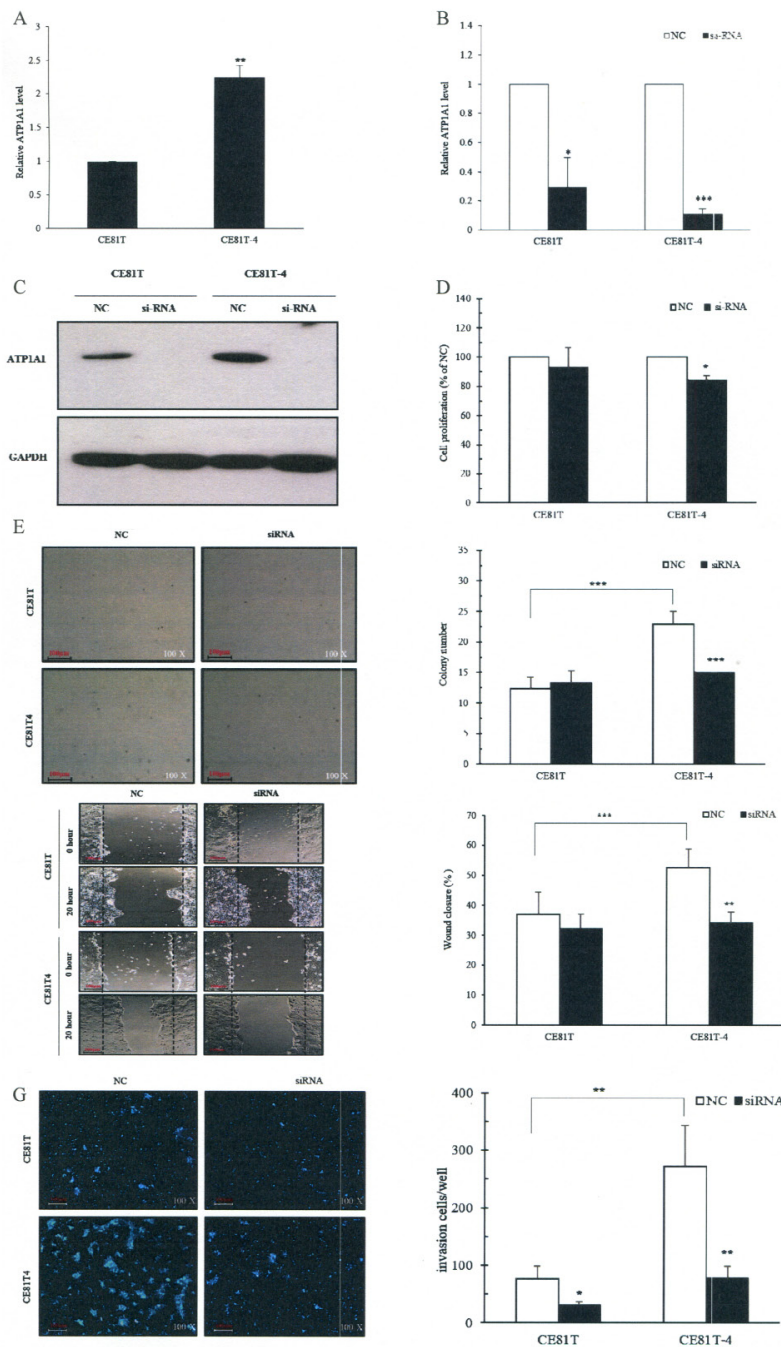 A
Relative ATP1A1 level
3
2.5
2
1.5
1
0.5
0
**
CE81T
CE81T-4
B
NC si-RNA
Relative ATP1A1 level
1.4
1.2
1
0.8
0.6
0.4
0.2
0
*
***
CE81T
CE81T-4
C
CE81T CE81T-4
NC si-RNA NC si-RNA
ATP1A1
GAPDH
D
NC si-RNA
Cell proliferation (% of NC)
140
120
100
80
60
40
20
0
*
CE81T
CE81T-4
E
NC siRNA
CE81T
100 X
100 X
CE81T4
100 X
100 X
NC siRNA
Colony number
35
30
25
20
15
10
5
0
***
***
CE81T
CE81T-4
NC siRNA
CE81T
0 hour
20 hour
CE81T4
0 hour
20 hour
NC siRNA
Wound closure (%)
70
60
50
40
30
20
10
0
***
**
CE81T
CE81T-4
G
NC siRNA
CE81T
100 X
100 X
CE81T4
100 X
100 X
NC siRNA
invasion cells/well
400
300
200
100
0
**
*
**
CE81T
CE81T-4